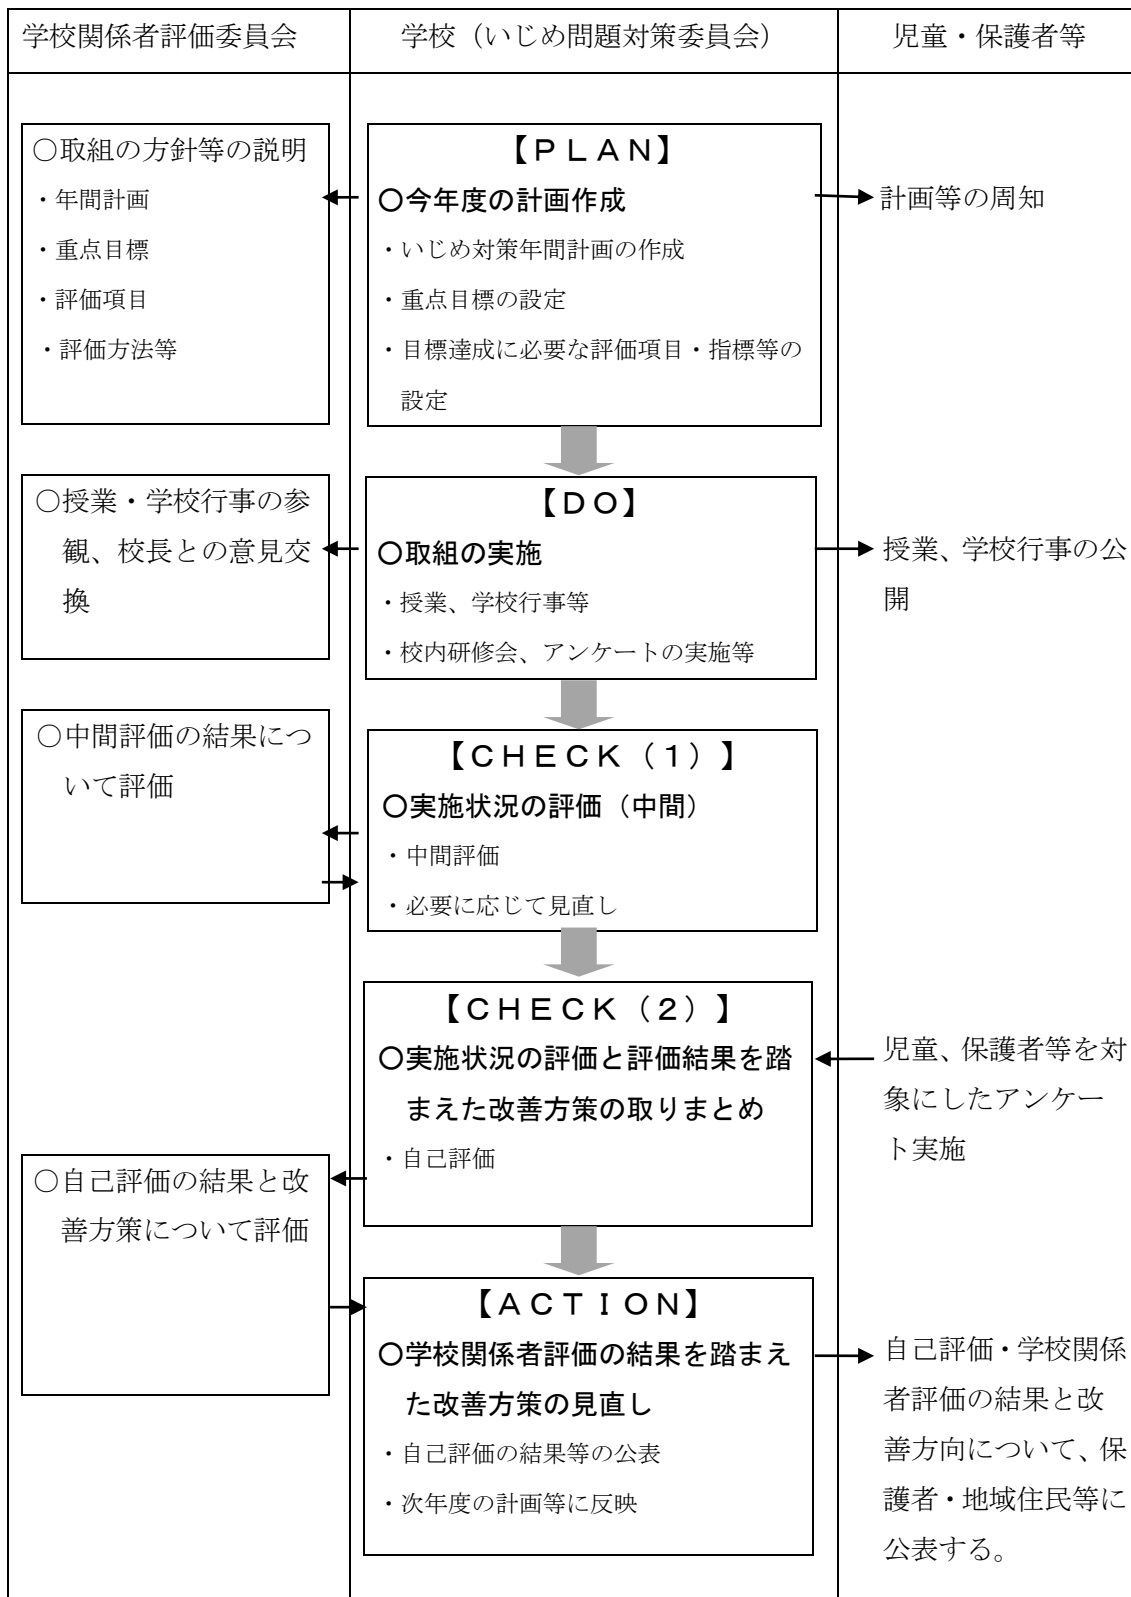 学校関係者評価委員会
学校（いじめ問題対策委員会）
児童・保護者等
○取組の方針等の説明
・年間計画
・重点目標
・評価項目
・評価方法等
【ＰＬＡＮ】
○今年度の計画作成
・いじめ対策年間計画の作成
・重点目標の設定
・目標達成に必要な評価項目・指標等の
設定
計画等の周知
○授業・学校行事の参
観、校長との意見交
換
【ＤＯ】
○取組の実施
・授業、学校行事等
・校内研修会、アンケートの実施等
授業、学校行事の公
開
○中間評価の結果につ
いて評価
【ＣＨＥＣＫ（１）】
○実施状況の評価（中間）
・中間評価
・必要に応じて見直し
【ＣＨＥＣＫ（２）】
○実施状況の評価と評価結果を踏
まえた改善方策の取りまとめ
・自己評価
児童、保護者等を対
象にしたアンケー
ト実施
○自己評価の結果と改
善方策について評価
【ＡＣＴＩＯＮ】
○学校関係者評価の結果を踏まえ
た改善方策の見直し
・自己評価の結果等の公表
・次年度の計画等に反映
自己評価・学校関係
者評価の結果と改
善方向について、保
護者・地域住民等に
公表する。